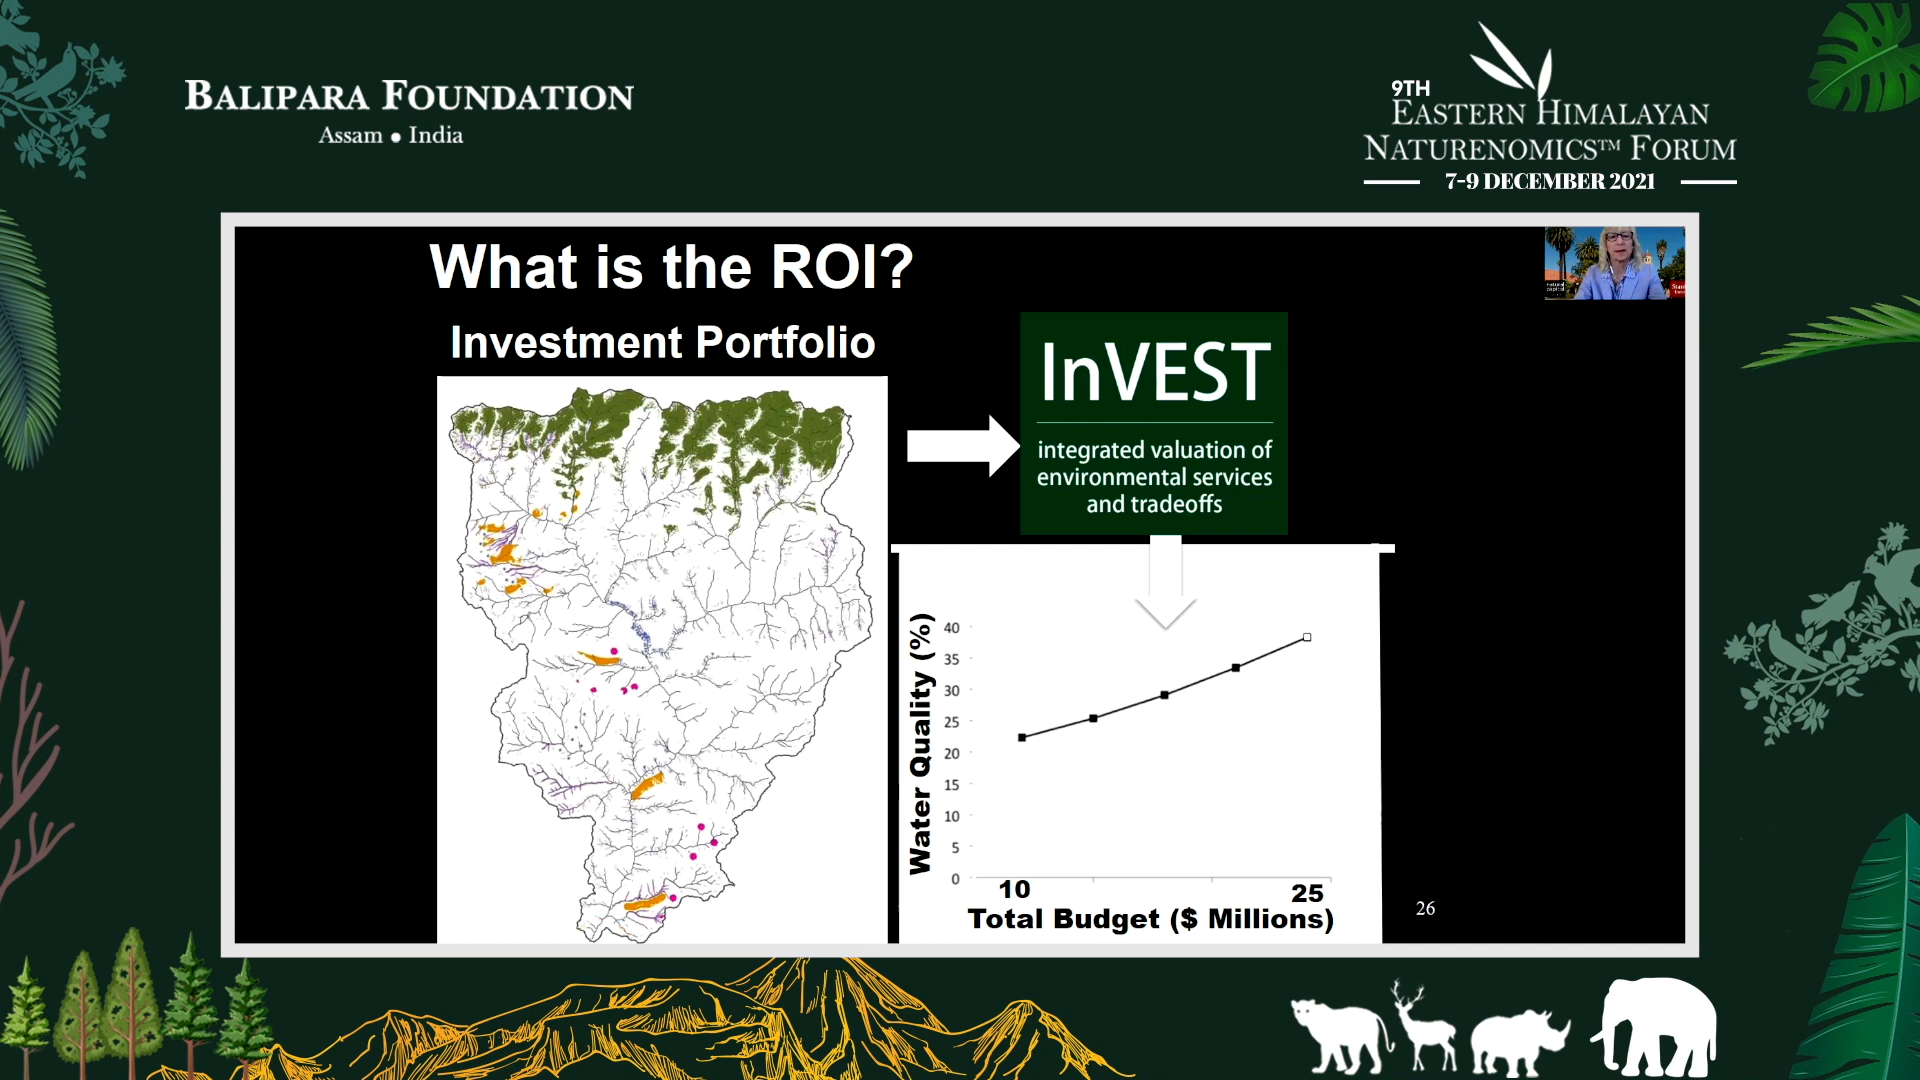 BALIPARA FOUNDATION
Assam • India
9TH
EASTERN HIMALAYAN
NATURENOMICS™ FORUM
7-9 DECEMBER 2021
What is the ROI?
Investment Portfolio
InVEST
integrated valuation of
environmental services
and tradeoffs
natural
capital
Water Quality (%)
40
35
30
25
20
15
10
5
0
10
25
Total Budget ($ Millions)
26